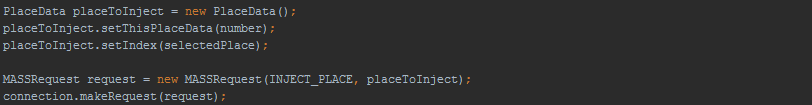 PlaceData placeToInject = new PlaceData();
placeToInject.setThisPlaceData(number);
placeToInject.setIndex(selectedPlace);
MASSRequest request = new MASSRequest(INJECT_PLACE, placeToInject);
connection.makeRequest(request);